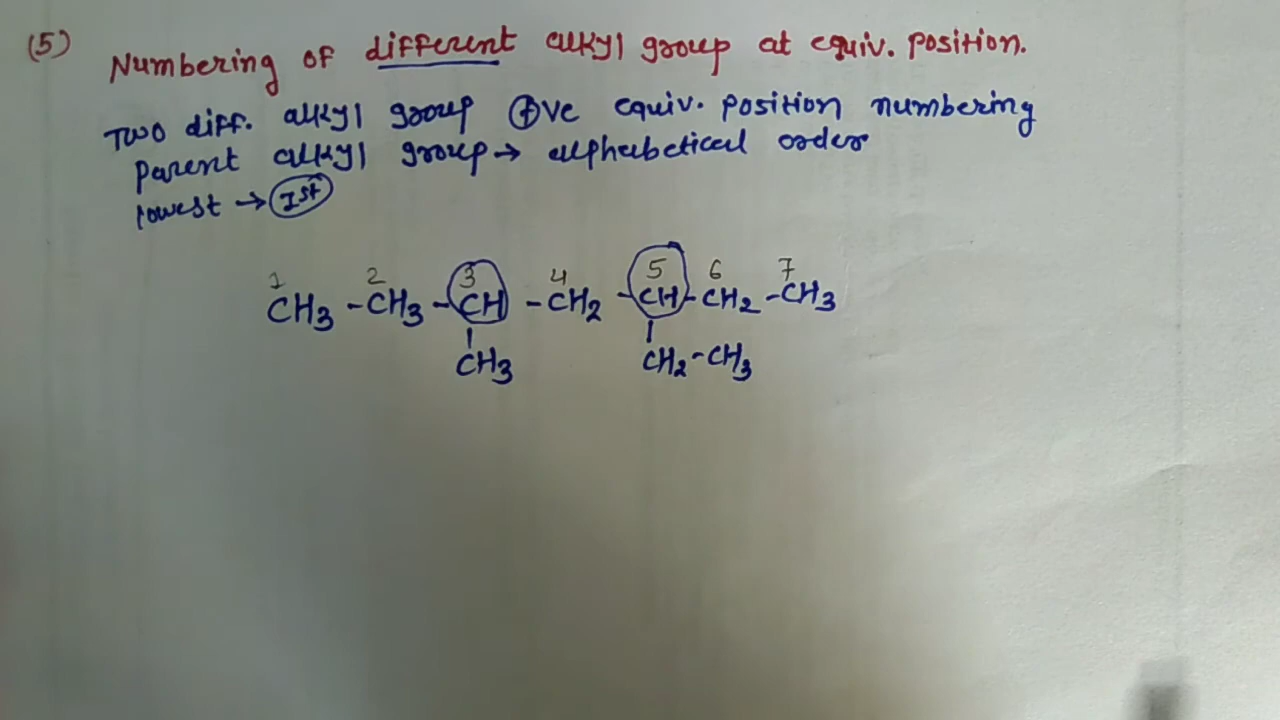 (5) Numbering of different alkyl group at equiv. position.
Two diff. alkyl group +ve equiv. position numbering
parent alkyl group → alphabetical order
lowest → Ist
1 2 3 4 5 6 7
CH3 - CH3 - CH - CH2 - CH - CH2 - CH3
CH3 CH2 - CH3